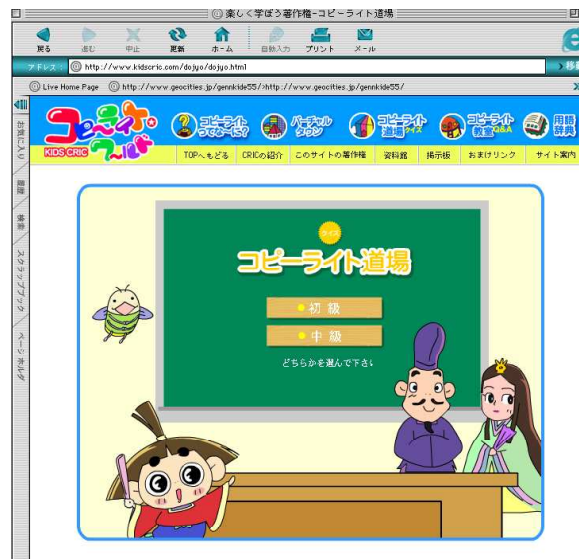 楽しく学ぼう著作権-コピーライト道場
戻る 進む 中止 更新 ホーム 自動入力 プリント メール
アドレス: http://www.kidscric.com/dojyo/dojyo.html 移動
Live Home Page http://www.geocities.jp/gennkide55/>http://www.geocities.jp/gennkide55/
お気に入り
履歴
検索
スクラップブック
ページホルダ
コピーライト ワールド
KIDS CRIC
コピーライトってな~に?
バーチャルタウン
コピーライト道場クイズ
コピーライト教室Q&A
用語辞典
TOPへもどる CRICの紹介 このサイトの著作権 資料館 掲示板 おまけリンク サイト案内
クイズ
コピーライト道場
初級
中級
どちらかを選んで下さい